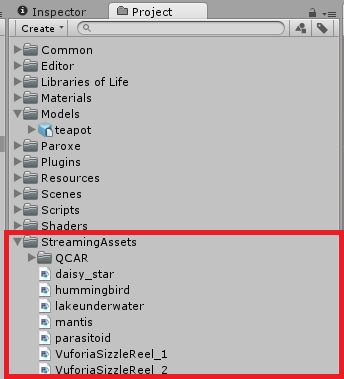 Inspector
Project
Create
Common
Editor
Libraries of Life
Materials
Models
teapot
Paroxe
Plugins
Resources
Scenes
Scripts
Shaders
StreamingAssets
QCAR
daisy_star
hummingbird
lakeunderwater
mantis
parasitoid
VuforiaSizzleReel_1
VuforiaSizzleReel_2